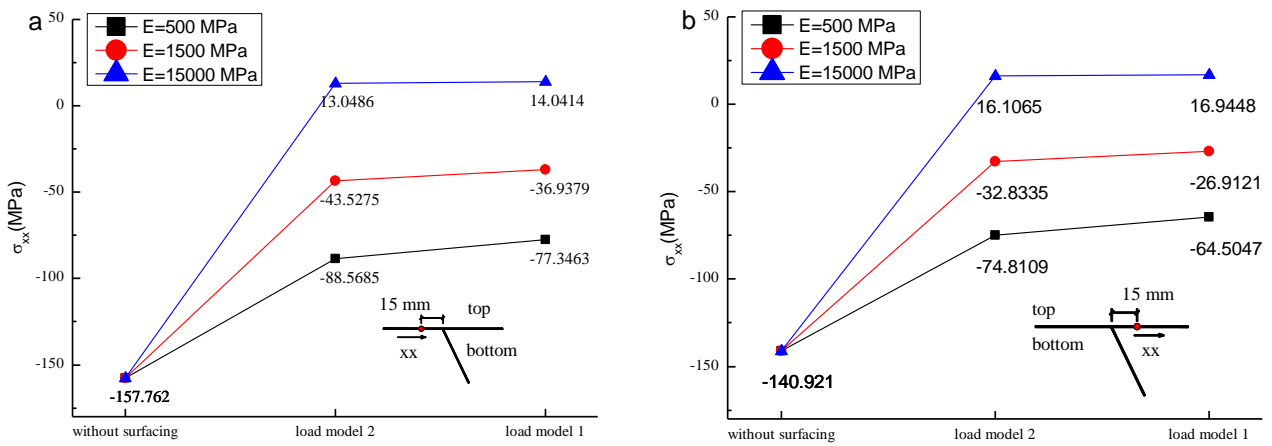 a
E=500 MPa
E=1500 MPa
E=15000 MPa
50
0
-50
-100
-150
σxx(MPa)
13.0486
14.0414
-43.5275
-36.9379
-88.5685
-77.3463
-157.762
15 mm
top
bottom
xx
without surfacing
load model 2
load model 1
b
E=500 MPa
E=1500 MPa
E=15000 MPa
50
0
-50
-100
-150
σxx(MPa)
16.1065
16.9448
-32.8335
-26.9121
-74.8109
-64.5047
-140.921
15 mm
top
bottom
xx
without surfacing
load model 2
load model 1